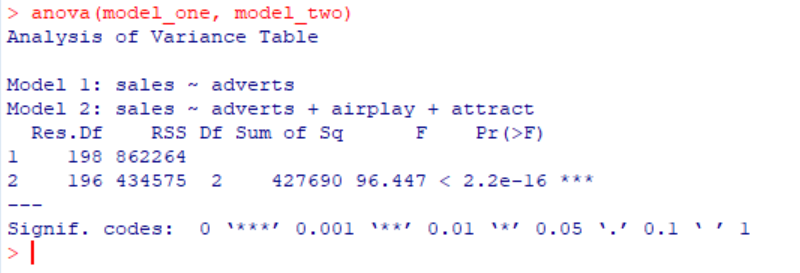 > anova(model_one, model_two)
Analysis of Variance Table

Model 1: sales ~ adverts
Model 2: sales ~ adverts + airplay + attract
  Res.Df    RSS Df Sum of Sq      F    Pr(>F)
1    198 862264
2    196 434575  2    427690 96.447 < 2.2e-16 ***
---
Signif. codes:  0 ‘***’ 0.001 ‘**’ 0.01 ‘*’ 0.05 ‘.’ 0.1 ‘ ’ 1
>